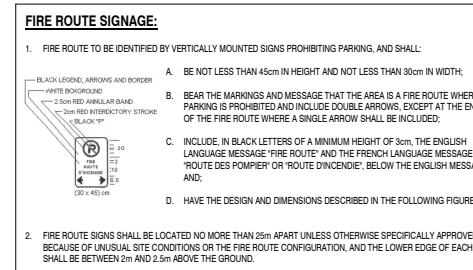 FIRE ROUTE SIGNAGE:
1. FIRE ROUTE TO BE IDENTIFIED BY VERTICALLY MOUNTED SIGNS PROHIBITING PARKING, AND SHALL:
A. BE NOT LESS THAN 45cm IN HEIGHT AND NOT LESS THAN 30cm IN WIDTH;
BLACK LEGEND, ARROWS AND BORDER
WHITE BCKGROUND
2.5cm RED ANNULAR BAND
2cm RED INTERDICTORY STROKE
BLACK "P"
P
FIRE
ROUTE
D'INCENDIE
20
2
6.5
(30 x 45) cm
B. BEAR THE MARKINGS AND MESSAGE THAT THE AREA IS A FIRE ROUTE WHER
PARKING IS PROHIBITED AND INCLUDE DOUBLE ARROWS, EXCEPT AT THE EN
OF THE FIRE ROUTE WHERE A SINGLE ARROW SHALL BE INCLUDED;
C. INCLUDE, IN BLACK LETTERS OF A MINIMUM HEIGHT OF 3cm, THE ENGLISH
LANGUAGE MESSAGE "FIRE ROUTE" AND THE FRENCH LANGUAGE MESSAGE
"ROUTE DES POMPIER" OR "ROUTE D'INCENDIE", BELOW THE ENGLISH MESSA
AND;
D. HAVE THE DESIGN AND DIMENSIONS DESCRIBED IN THE FOLLOWING FIGURE
2. FIRE ROUTE SIGNS SHALL BE LOCATED NO MORE THAN 25m APART UNLESS OTHERWISE SPECIFICALLY APPROVE
BECAUSE OF UNUSUAL SITE CONDITIONS OR THE FIRE ROUTE CONFIGURATION, AND THE LOWER EDGE OF EACH
SHALL BE BETWEEN 2m AND 2.5m ABOVE THE GROUND.